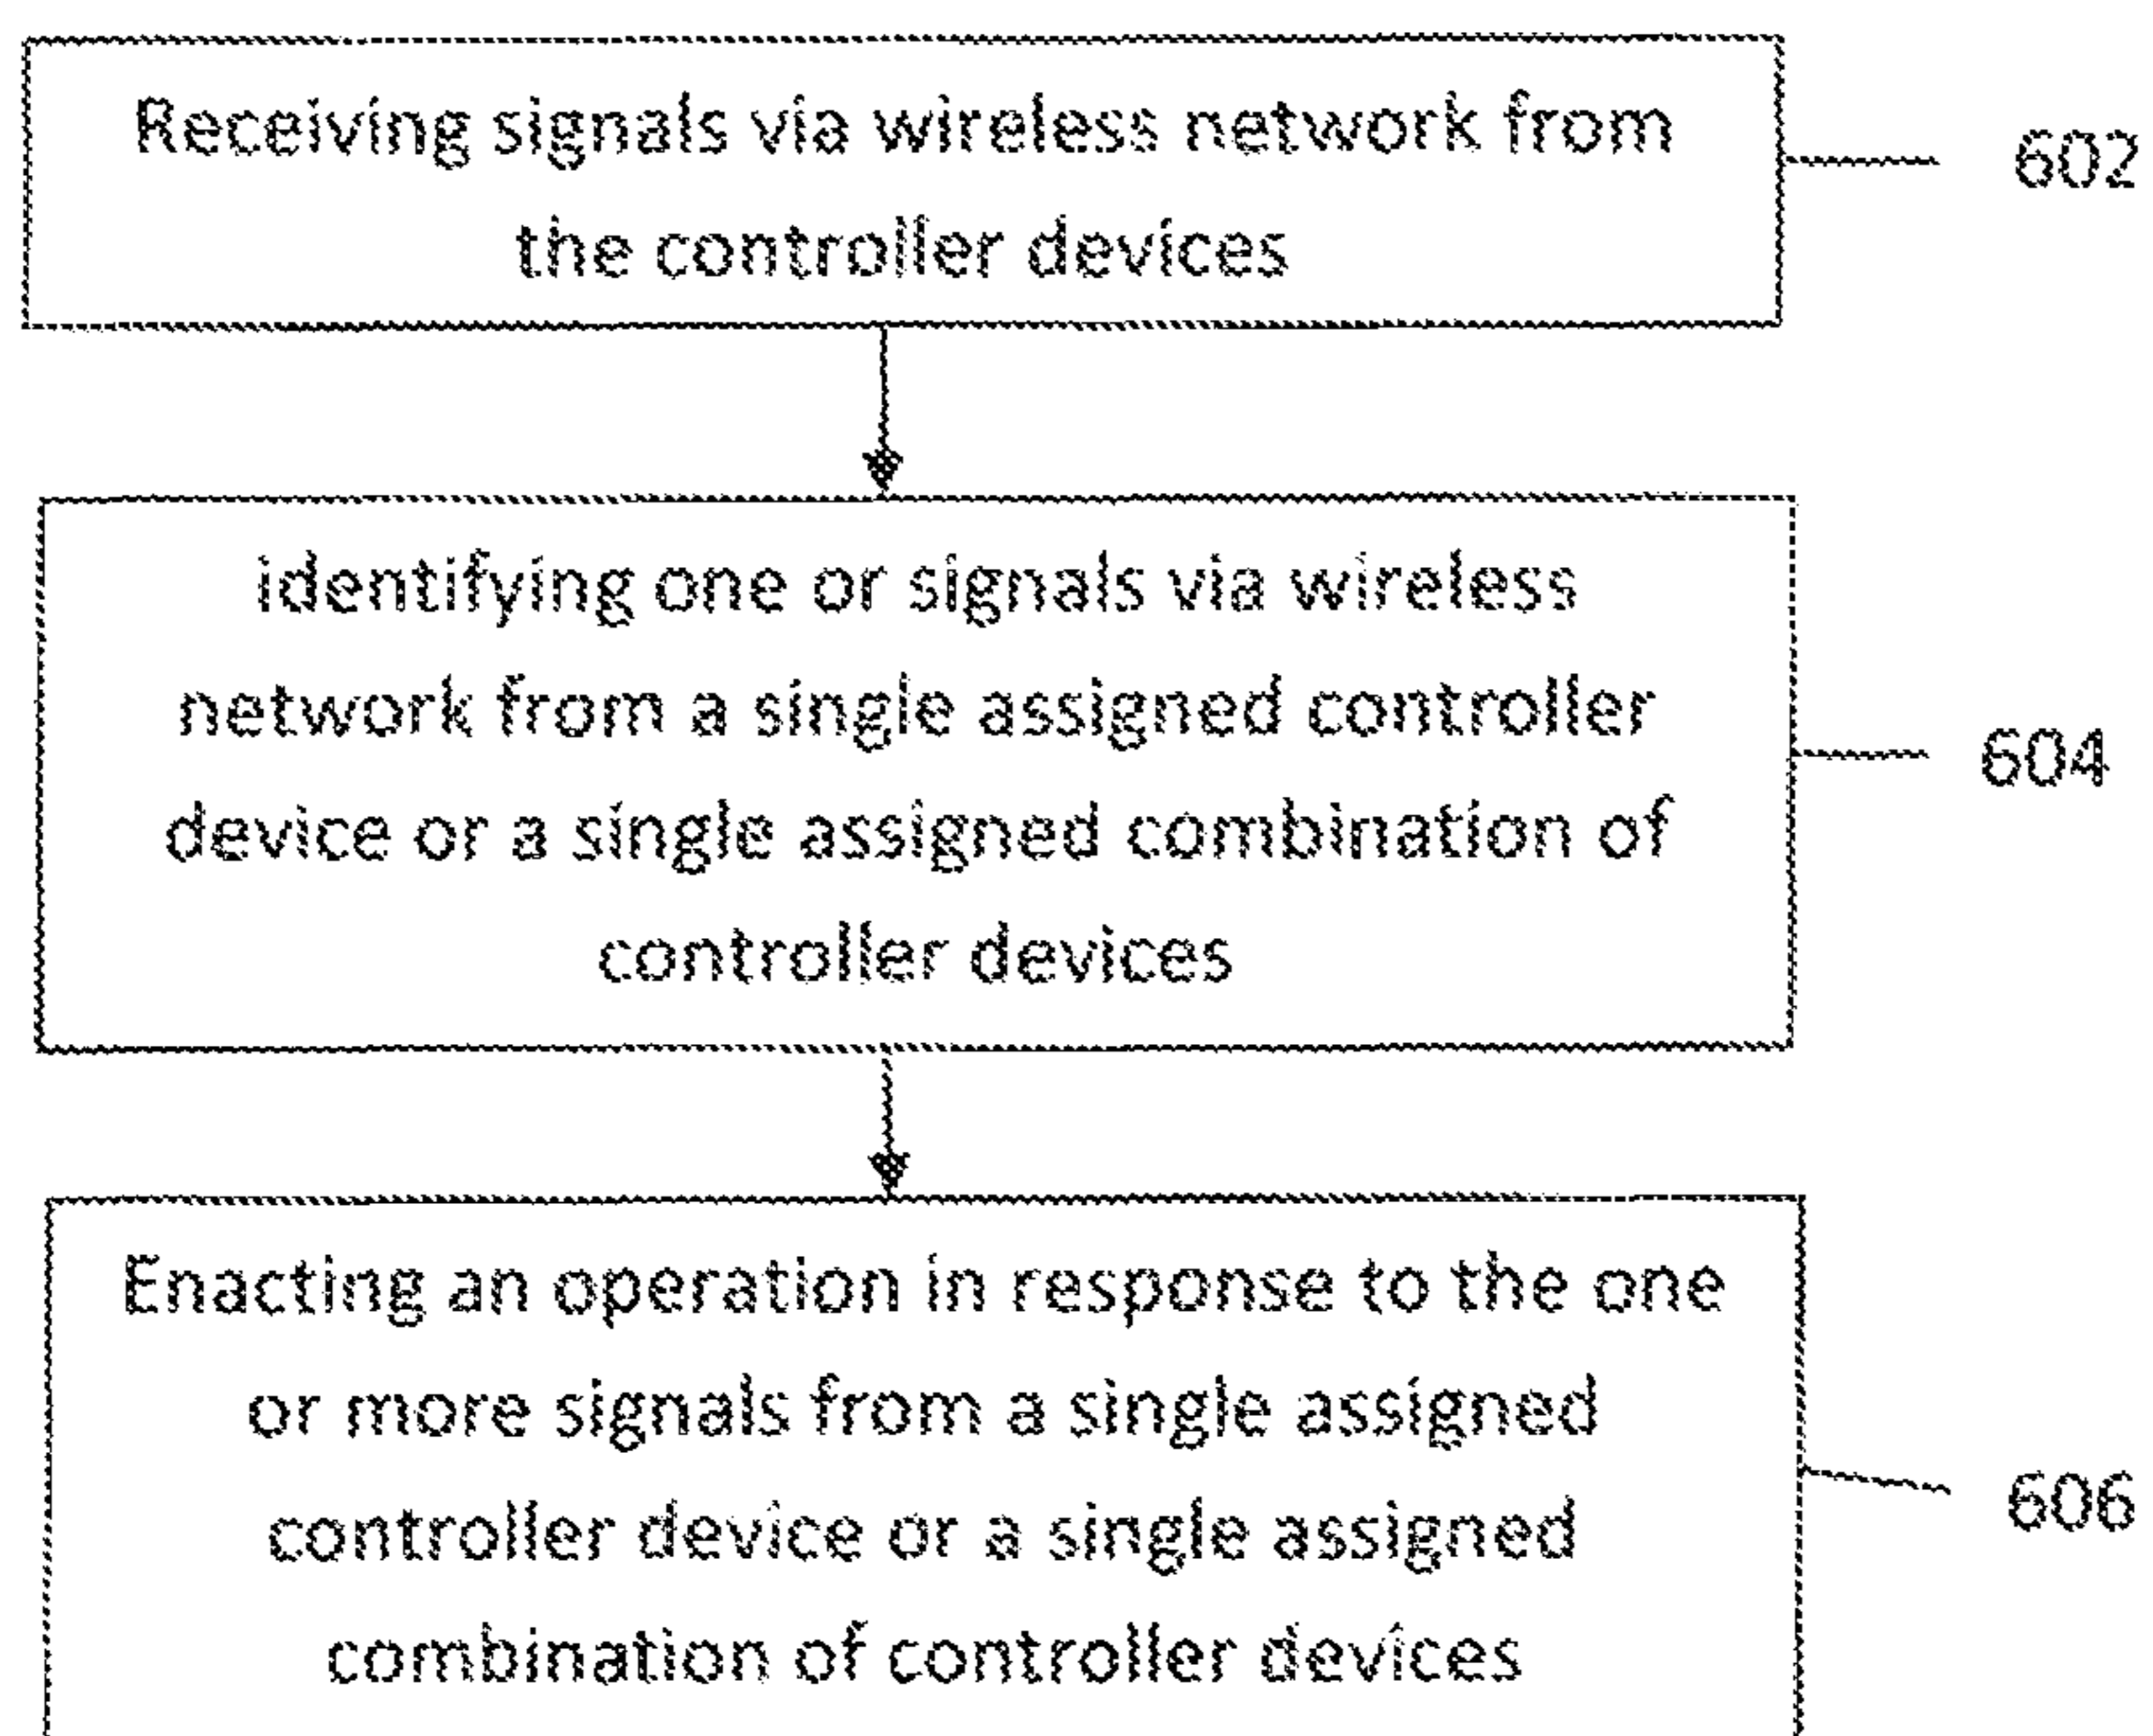 Receiving signals via wireless network from
the controller devices
602
identifying one or signals via wireless
network from a single assigned controller
device or a single assigned combination of
controller devices
604
Enacting an operation in response to the one
or more signals from a single assigned
controller device or a single assigned
combination of controller devices
606